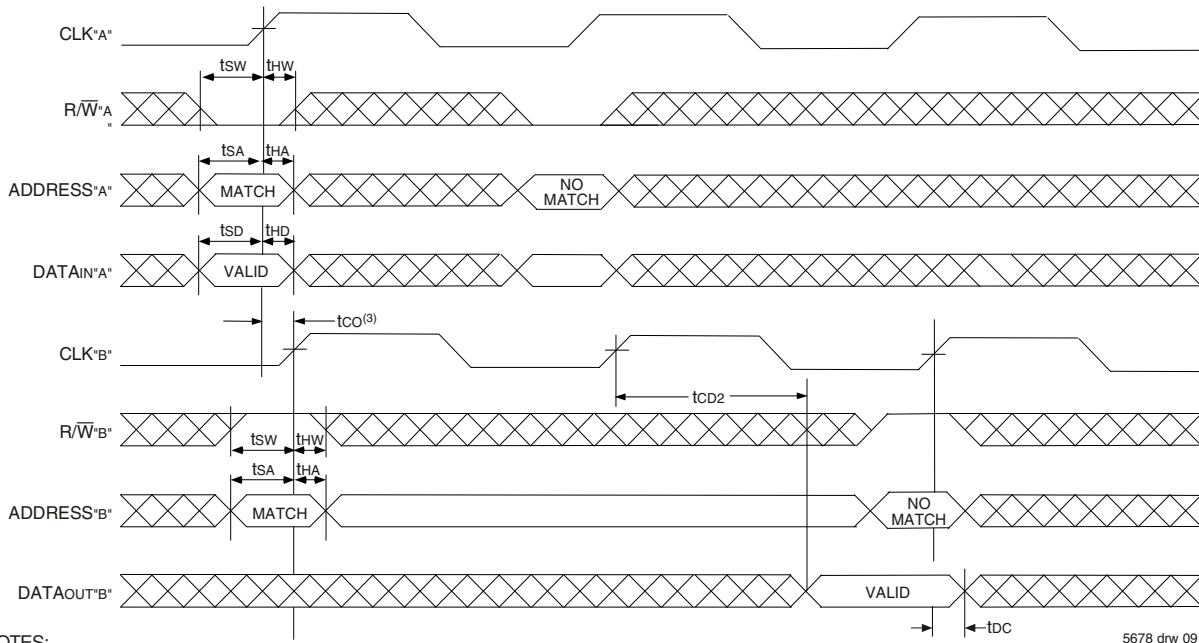 CLK"A"
tSW tHW
R/W"A
"
tSA tHA
ADDRESS"A" MATCH NO MATCH
tSD tHD
DATAIN"A" VALID
tCO(3)
CLK"B"
tCD2
R/W"B"
tSW tHW
tSA tHA
ADDRESS"B" MATCH NO MATCH
DATAOUT"B" VALID
tDC
OTES:
5678 drw 09